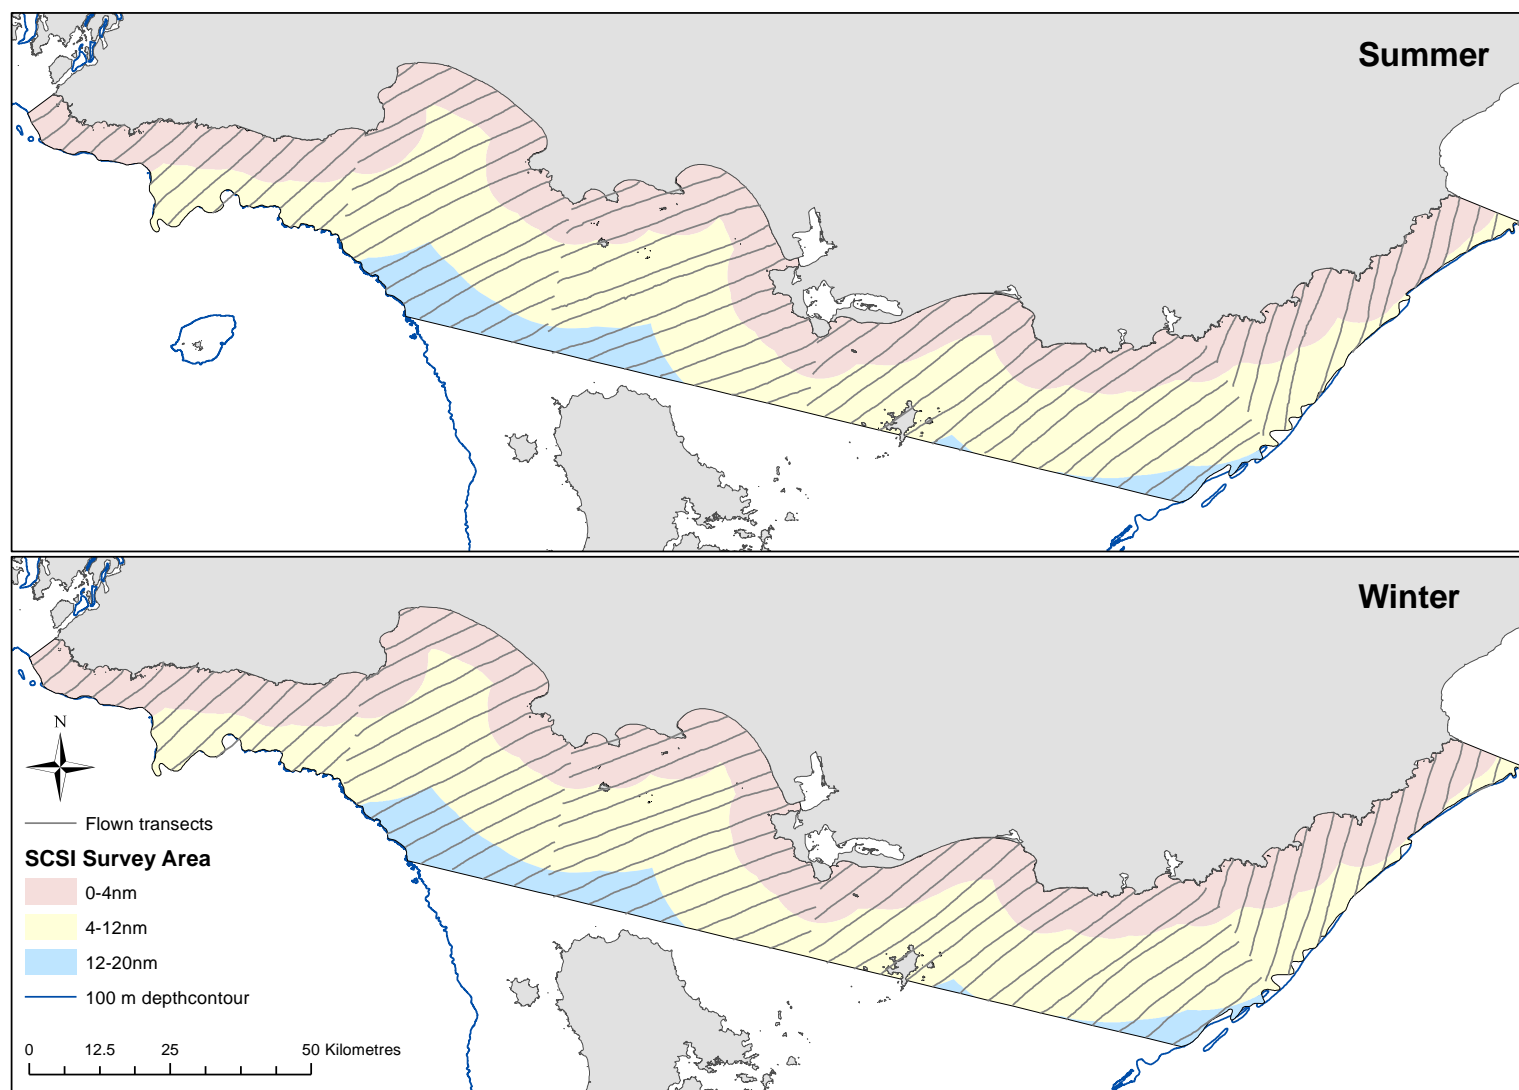 Summer
Winter
N
Flown transects
SCSI Survey Area
0-4nm
4-12nm
12-20nm
100 m depthcontour
0 12.5 25 50 Kilometres